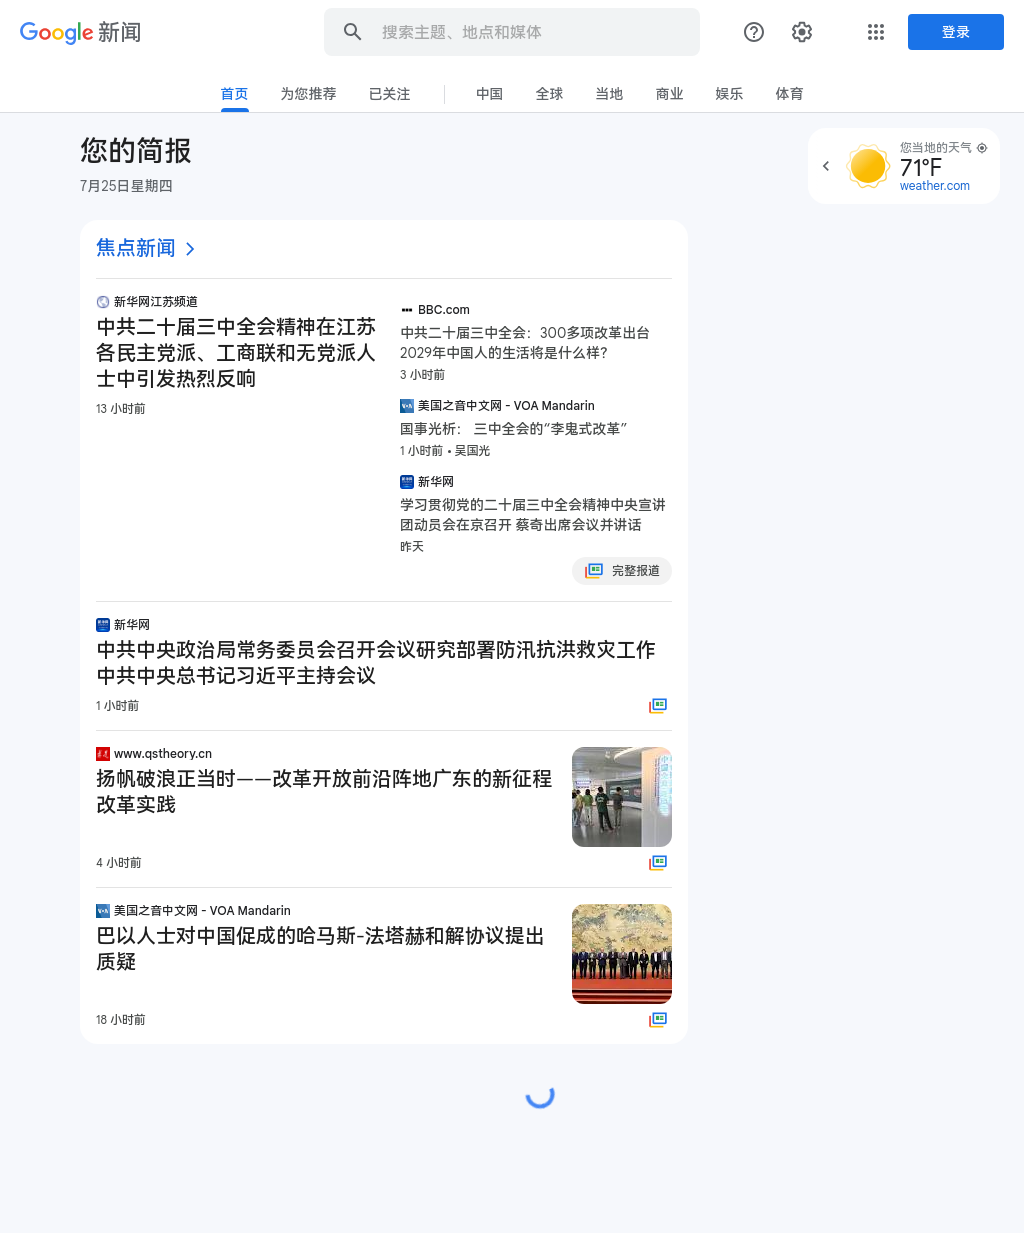 Google 新闻
搜索主题、地点和媒体
登录
首页
为您推荐
已关注
中国
全球
当地
商业
娱乐
体育
您的简报
7月25日星期四
您当地的天气
71°F
weather.com
焦点新闻
新华网江苏频道
中共二十届三中全会精神在江苏
各民主党派、工商联和无党派人
士中引发热烈反响
13 小时前
BBC.com
中共二十届三中全会：300多项改革出台
2029年中国人的生活将是什么样？
3 小时前
美国之音中文网 - VOA Mandarin
国事光析： 三中全会的“李鬼式改革”
1 小时前 • 吴国光
新华网
学习贯彻党的二十届三中全会精神中央宣讲
团动员会在京召开 蔡奇出席会议并讲话
昨天
完整报道
新华网
中共中央政治局常务委员会召开会议研究部署防汛抗洪救灾工作
中共中央总书记习近平主持会议
1 小时前
www.qstheory.cn
扬帆破浪正当时——改革开放前沿阵地广东的新征程
改革实践
4 小时前
美国之音中文网 - VOA Mandarin
巴以人士对中国促成的哈马斯-法塔赫和解协议提出
质疑
18 小时前